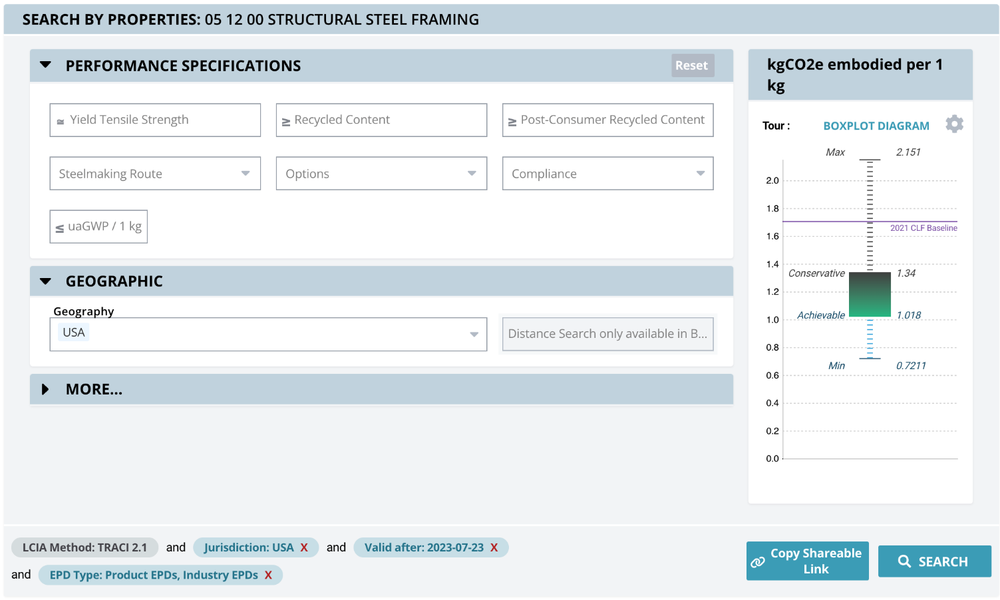 SEARCH BY PROPERTIES: 05 12 00 STRUCTURAL STEEL FRAMING
PERFORMANCE SPECIFICATIONS
Reset
≅ Yield Tensile Strength
≥ Recycled Content
≥ Post-Consumer Recycled Content
Steelmaking Route
Options
Compliance
≤ uaGWP / 1 kg
GEOGRAPHIC
Geography
USA
Distance Search only available in B...
MORE...
kgCO2e embodied per 1
kg
Tour :
BOXPLOT DIAGRAM
Max 2.151
2.0
1.8
2021 CLF Baseline
1.6
1.4
Conservative 1.34
1.2
Achievable 1.018
1.0
0.8
Min 0.7211
0.6
0.4
0.2
0.0
LCIA Method: TRACI 2.1 and Jurisdiction: USA X and Valid after: 2023-07-23 X
and EPD Type: Product EPDs, Industry EPDs X
Copy Shareable
Link
SEARCH